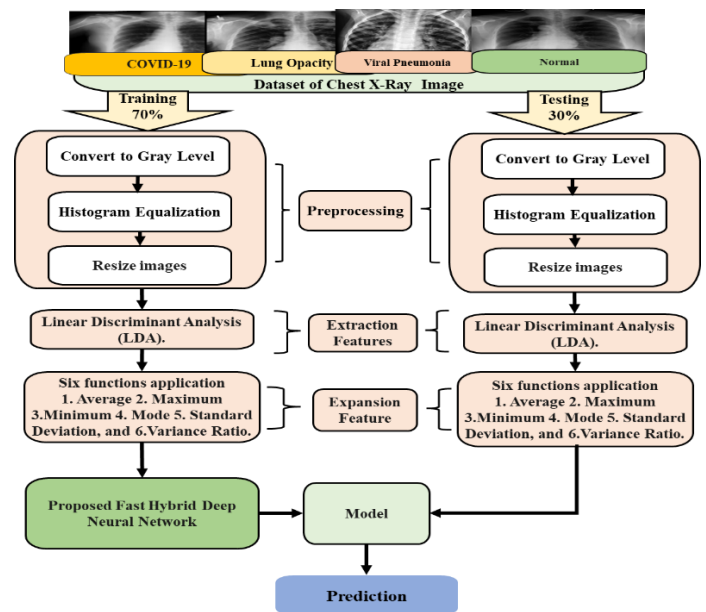 COVID-19
Lung Opacity
Viral Pneumonia
Normal
Dataset of Chest X-Ray Image
Training
70%
Testing
30%
Convert to Gray Level
Histogram Equalization
Resize images
Preprocessing
Convert to Gray Level
Histogram Equalization
Resize images
Linear Discriminant Analysis
(LDA).
Extraction
Features
Linear Discriminant Analysis
(LDA).
Six functions application
1. Average 2. Maximum
3.Minimum 4. Mode 5. Standard
Deviation, and 6.Variance Ratio.
Expansion
Feature
Six functions application
1. Average 2. Maximum
3.Minimum 4. Mode 5. Standard
Deviation, and 6.Variance Ratio.
Proposed Fast Hybrid Deep
Neural Network
Model
Prediction